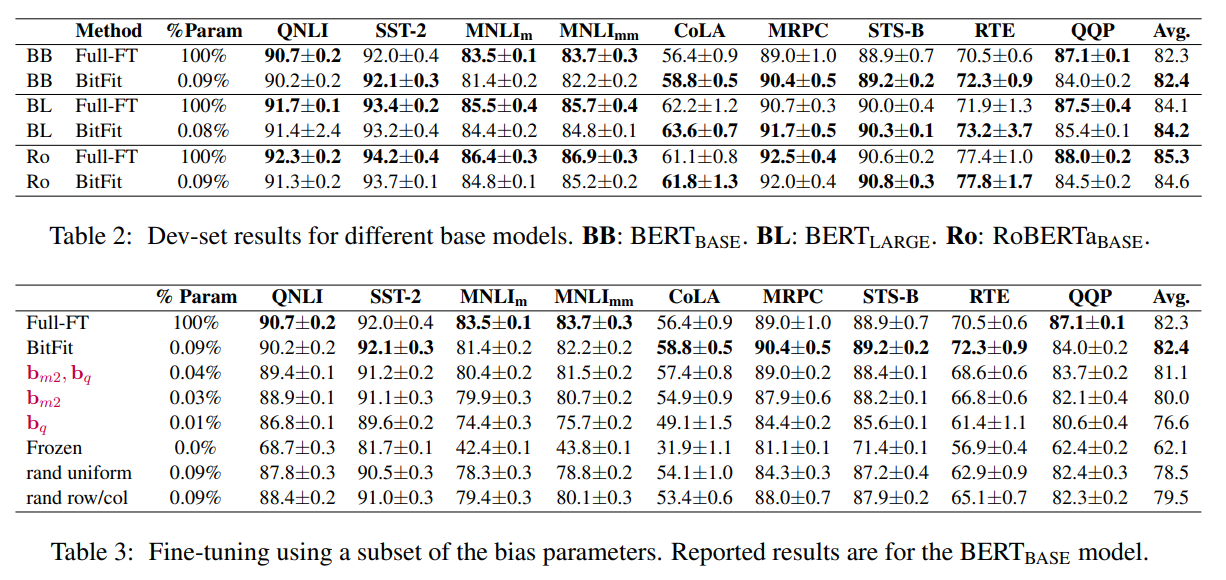 Method %Param QNLI SST-2 MNLIm MNLImm CoLA MRPC STS-B RTE QQP Avg.
BB Full-FT 100% 90.7±0.2 92.0±0.4 83.5±0.1 83.7±0.3 56.4±0.9 89.0±1.0 88.9±0.7 70.5±0.6 87.1±0.1 82.3
BB BitFit 0.09% 90.2±0.2 92.1±0.3 81.4±0.2 82.2±0.2 58.8±0.5 90.4±0.5 89.2±0.2 72.3±0.9 84.0±0.2 82.4
BL Full-FT 100% 91.7±0.1 93.4±0.2 85.5±0.4 85.7±0.4 62.2±1.2 90.7±0.3 90.0±0.4 71.9±1.3 87.5±0.4 84.1
BL BitFit 0.08% 91.4±2.4 93.2±0.4 84.4±0.2 84.8±0.1 63.6±0.7 91.7±0.5 90.3±0.1 73.2±3.7 85.4±0.1 84.2
Ro Full-FT 100% 92.3±0.2 94.2±0.4 86.4±0.3 86.9±0.3 61.1±0.8 92.5±0.4 90.6±0.2 77.4±1.0 88.0±0.2 85.3
Ro BitFit 0.09% 91.3±0.2 93.7±0.1 84.8±0.1 85.2±0.2 61.8±1.3 92.0±0.4 90.8±0.3 77.8±1.7 84.5±0.2 84.6
Table 2: Dev-set results for different base models. BB: BERTBASE. BL: BERTLARGE. Ro: RoBERTaBASE.
% Param QNLI SST-2 MNLIm MNLImm CoLA MRPC STS-B RTE QQP Avg.
Full-FT 100% 90.7±0.2 92.0±0.4 83.5±0.1 83.7±0.3 56.4±0.9 89.0±1.0 88.9±0.7 70.5±0.6 87.1±0.1 82.3
BitFit 0.09% 90.2±0.2 92.1±0.3 81.4±0.2 82.2±0.2 58.8±0.5 90.4±0.5 89.2±0.2 72.3±0.9 84.0±0.2 82.4
bm2, bq 0.04% 89.4±0.1 91.2±0.2 80.4±0.2 81.5±0.2 57.4±0.8 89.0±0.2 88.4±0.1 68.6±0.6 83.7±0.2 81.1
bm2 0.03% 88.9±0.1 91.1±0.3 79.9±0.3 80.7±0.2 54.9±0.9 87.9±0.6 88.2±0.1 66.8±0.6 82.1±0.4 80.0
bq 0.01% 86.8±0.1 89.6±0.2 74.4±0.3 75.7±0.2 49.1±1.5 84.4±0.2 85.6±0.1 61.4±1.1 80.6±0.4 76.6
Frozen 0.0% 68.7±0.3 81.7±0.1 42.4±0.1 43.8±0.1 31.9±1.1 81.1±0.1 71.4±0.1 56.9±0.4 62.4±0.2 62.1
rand uniform 0.09% 87.8±0.3 90.5±0.3 78.3±0.3 78.8±0.2 54.1±1.0 84.3±0.3 87.2±0.4 62.9±0.9 82.4±0.3 78.5
rand row/col 0.09% 88.4±0.2 91.0±0.3 79.4±0.3 80.1±0.3 53.4±0.6 88.0±0.7 87.9±0.2 65.1±0.7 82.3±0.2 79.5
Table 3: Fine-tuning using a subset of the bias parameters. Reported results are for the BERTBASE model.